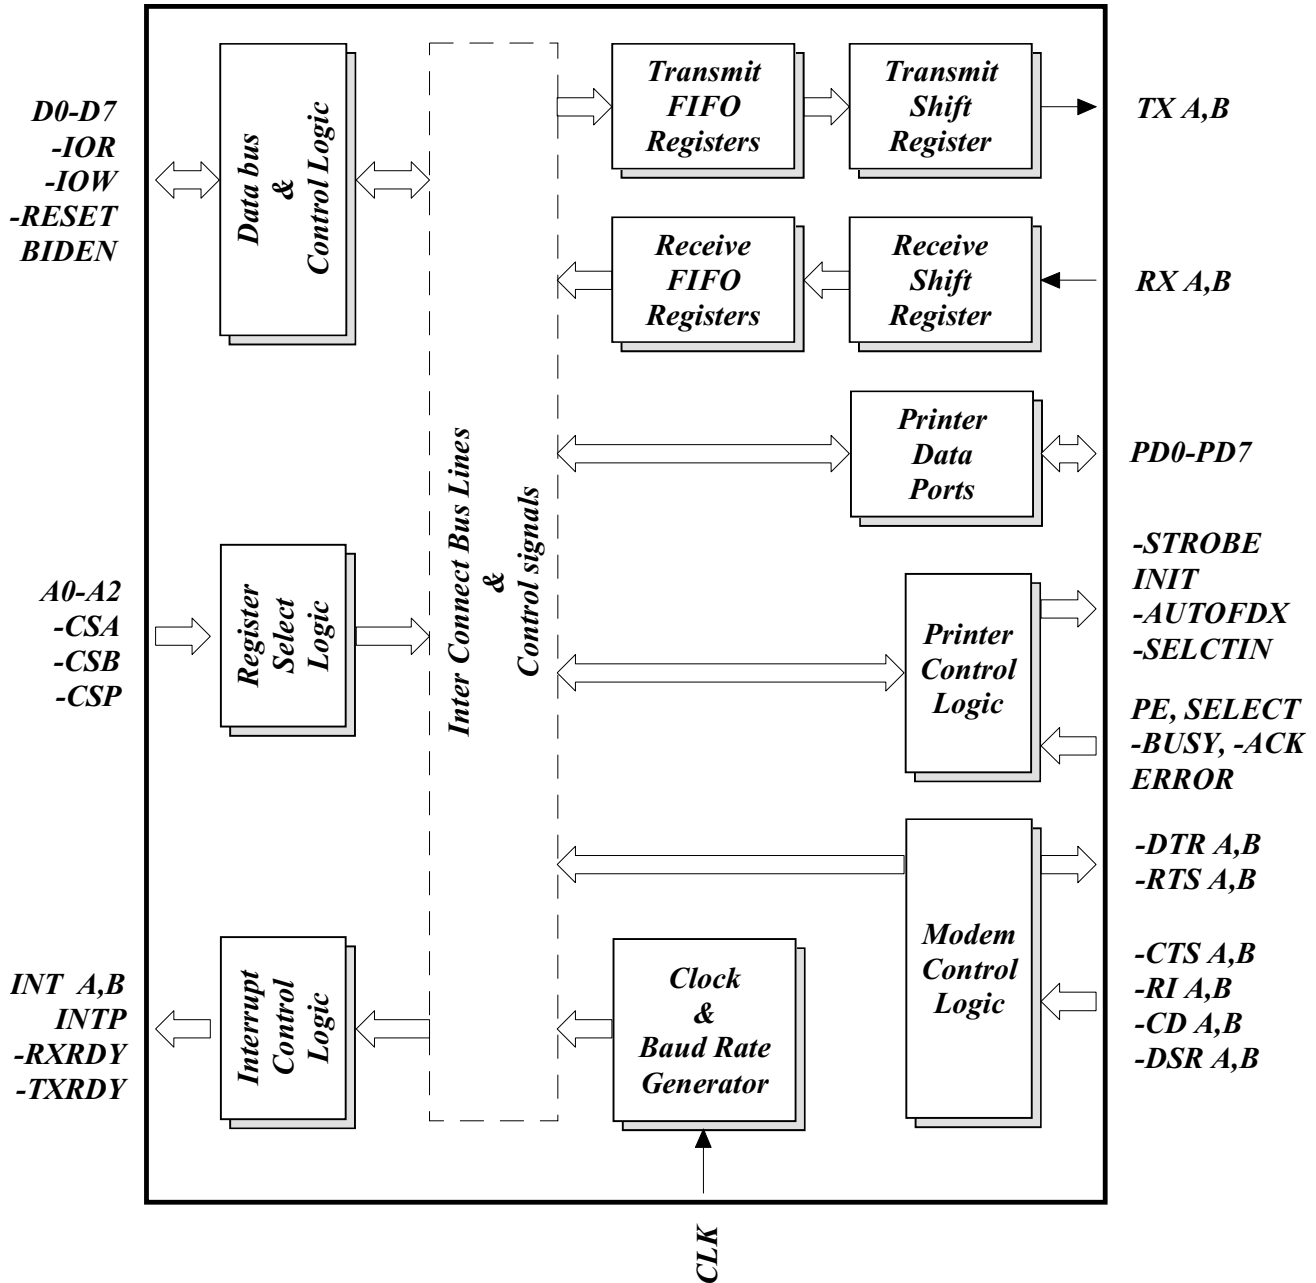 D0-D7
-IOR
-IOW
-RESET
BIDEN
Data bus
&
Control Logic
A0-A2
-CSA
-CSB
-CSP
Register
Select
Logic
INT A,B
INTP
-RXRDY
-TXRDY
Interrupt
Control
Logic
Inter Connect Bus Lines
&
Control signals
Transmit
FIFO
Registers
Transmit
Shift
Register
TX A,B
Receive
FIFO
Registers
Receive
Shift
Register
RX A,B
Printer
Data
Ports
PD0-PD7
Printer
Control
Logic
-STROBE
INIT
-AUTOFDX
-SELCTIN
PE, SELECT
-BUSY, -ACK
ERROR
Modem
Control
Logic
-DTR A,B
-RTS A,B
-CTS A,B
-RI A,B
-CD A,B
-DSR A,B
Clock
&
Baud Rate
Generator
CLK